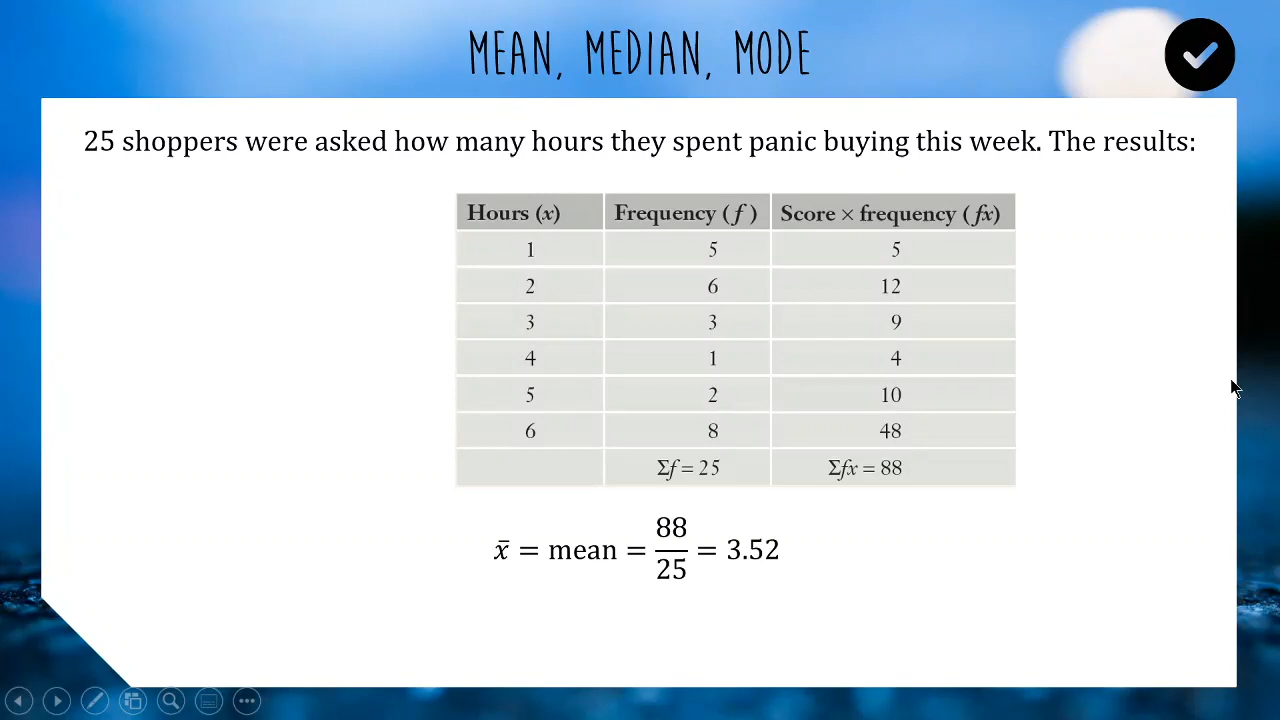 MEAN, MEDIAN, MODE
25 shoppers were asked how many hours they spent panic buying this week. The results:
Hours (x) Frequency (f) Score × frequency (fx)
1 5 5
2 6 12
3 3 9
4 1 4
5 2 10
6 8 48
Σf = 25 Σfx = 88
x̄ = mean = 88/25 = 3.52